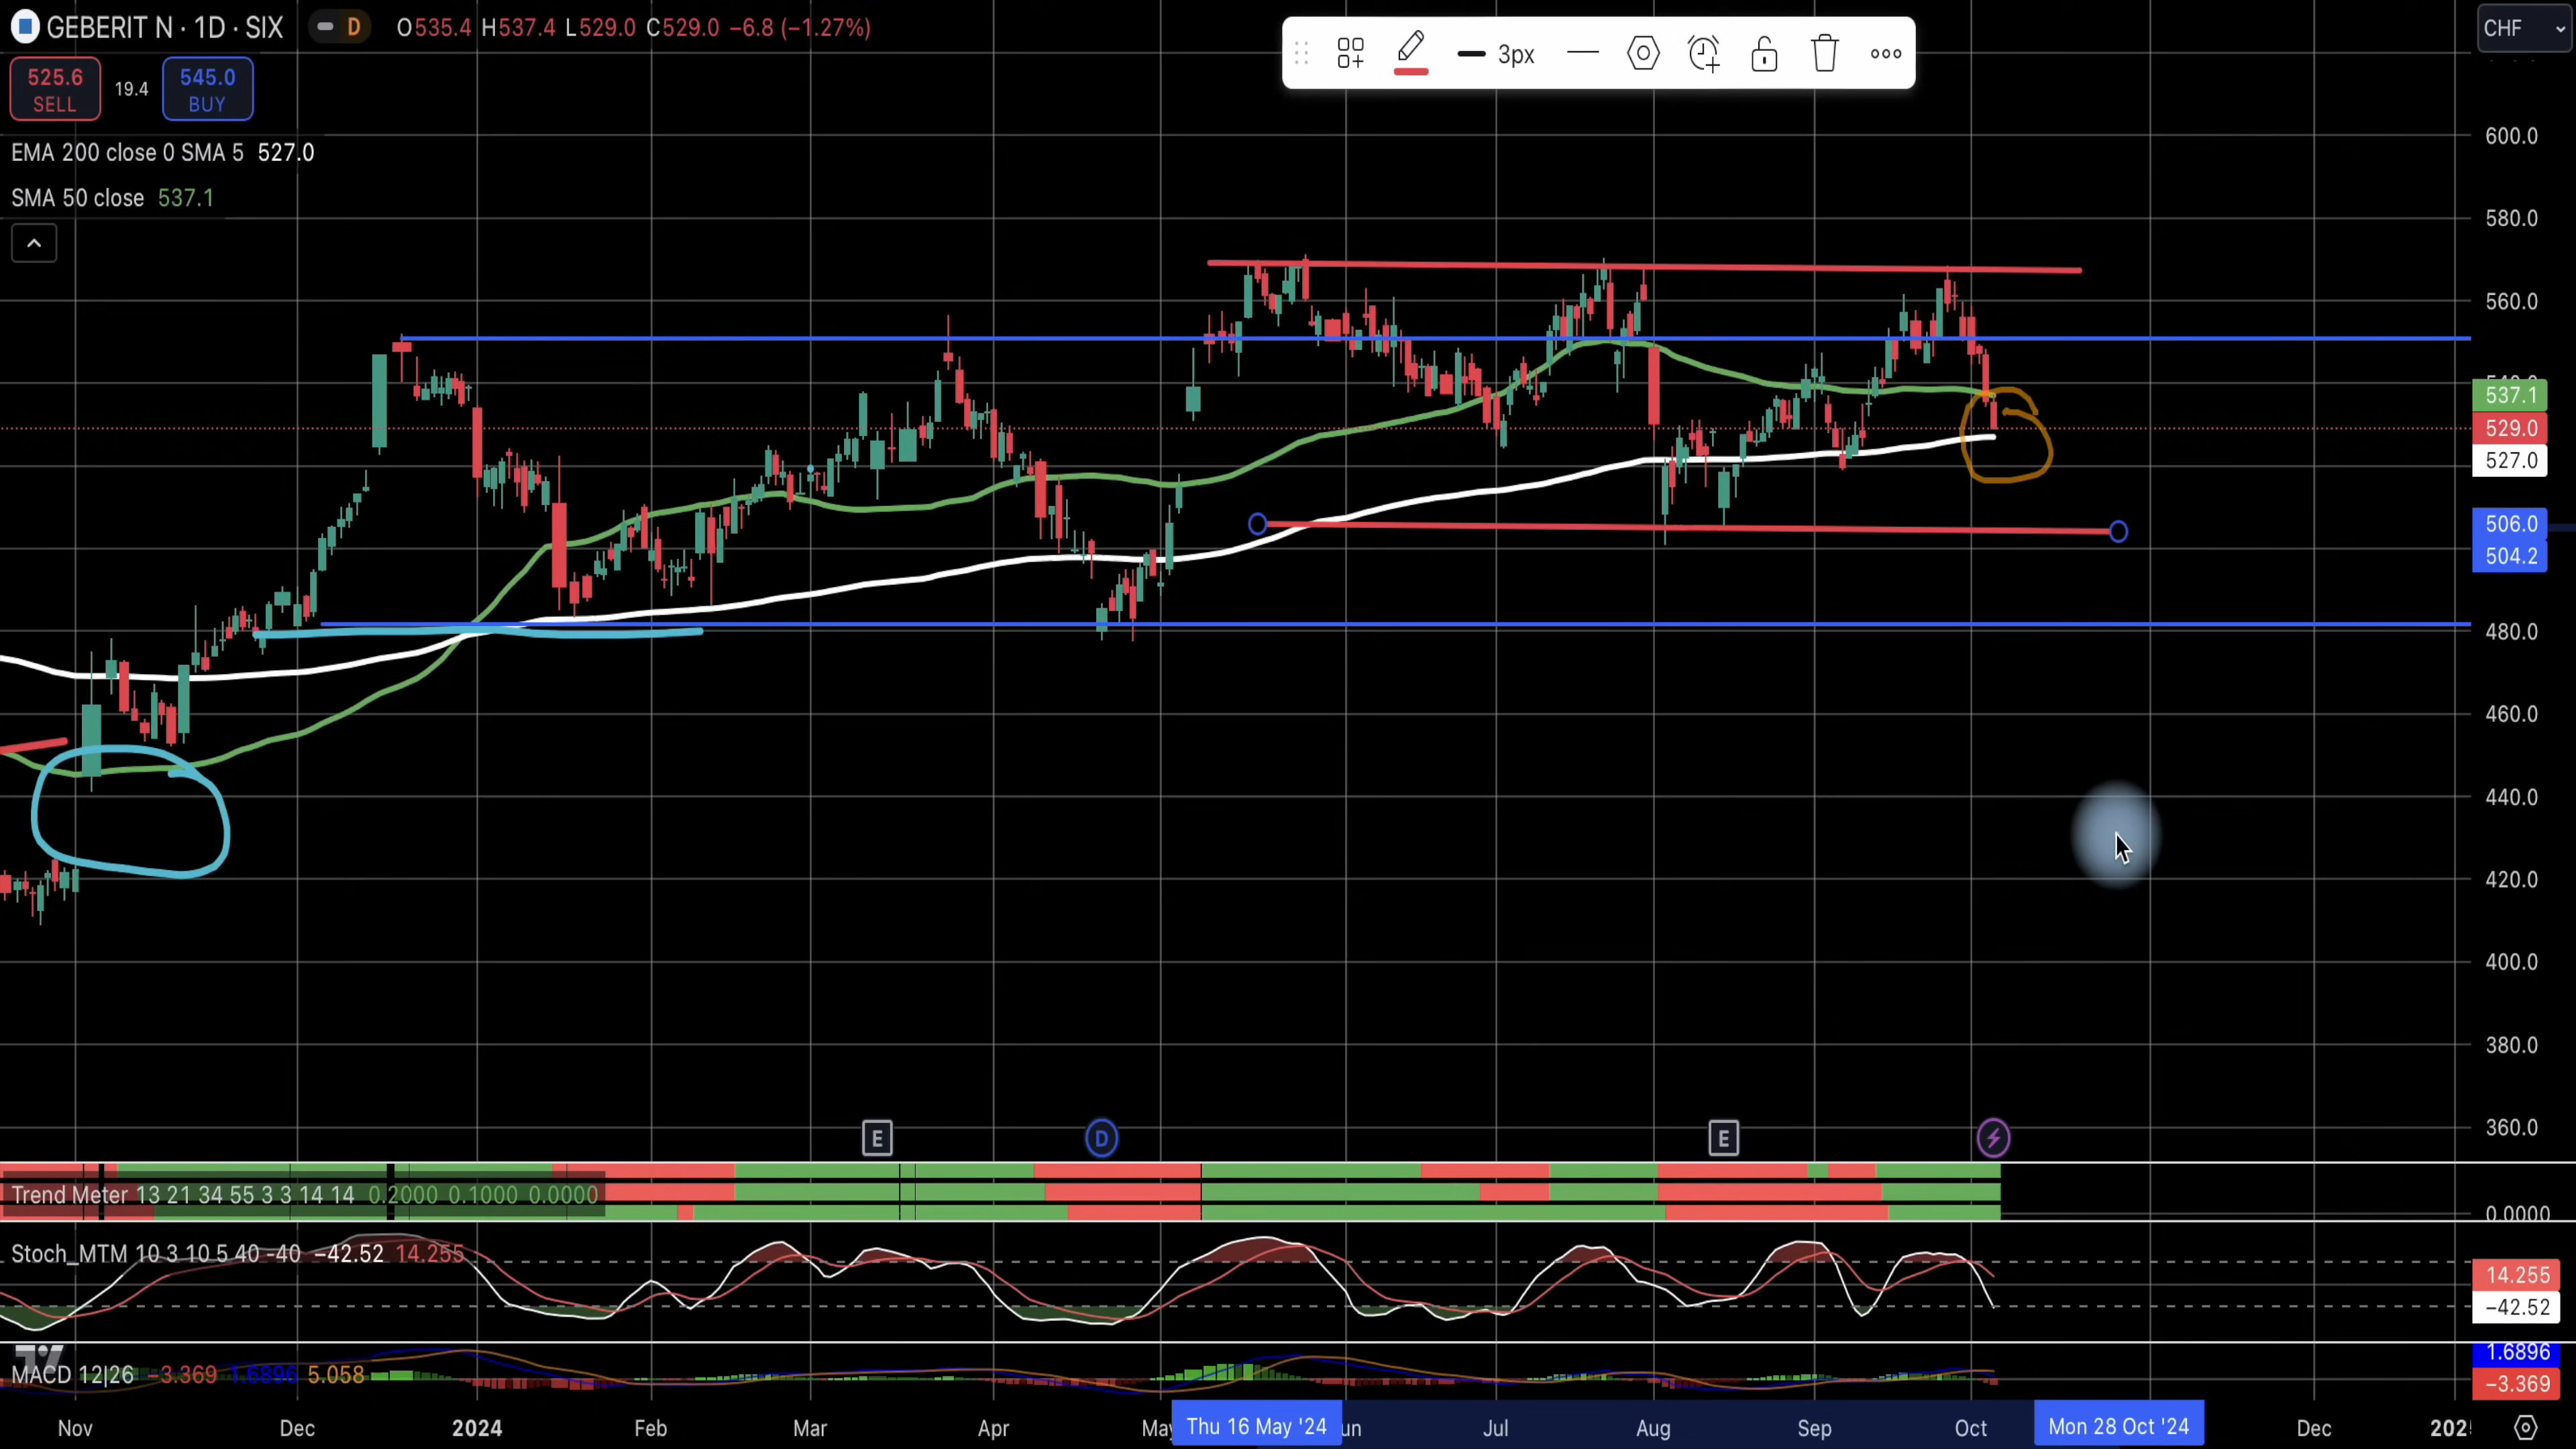 GEBERIT N · 1D · SIX D O535.4 H537.4 L529.0 C529.0 −6.8 (−1.27%)
3px
CHF
525.6 SELL 19.4 545.0 BUY
EMA 200 close 0 SMA 5 527.0
SMA 50 close 537.1
600.0
580.0
560.0
537.1
529.0
527.0
506.0
504.2
480.0
460.0
440.0
420.0
400.0
380.0
360.0
E D E
Trend Meter 13 21 34 55 3 3 14 14 0.2000 0.1000 0.0000
0.0000
Stoch_MTM 10 3 10 5 40 -40 −42.52 14.255
14.255
−42.52
MACD 12|26 −3.369 1.6896 5.058
1.6896
−3.369
Nov Dec 2024 Feb Mar Apr Thu 16 May '24 Jul Aug Sep Oct Mon 28 Oct '24 Dec